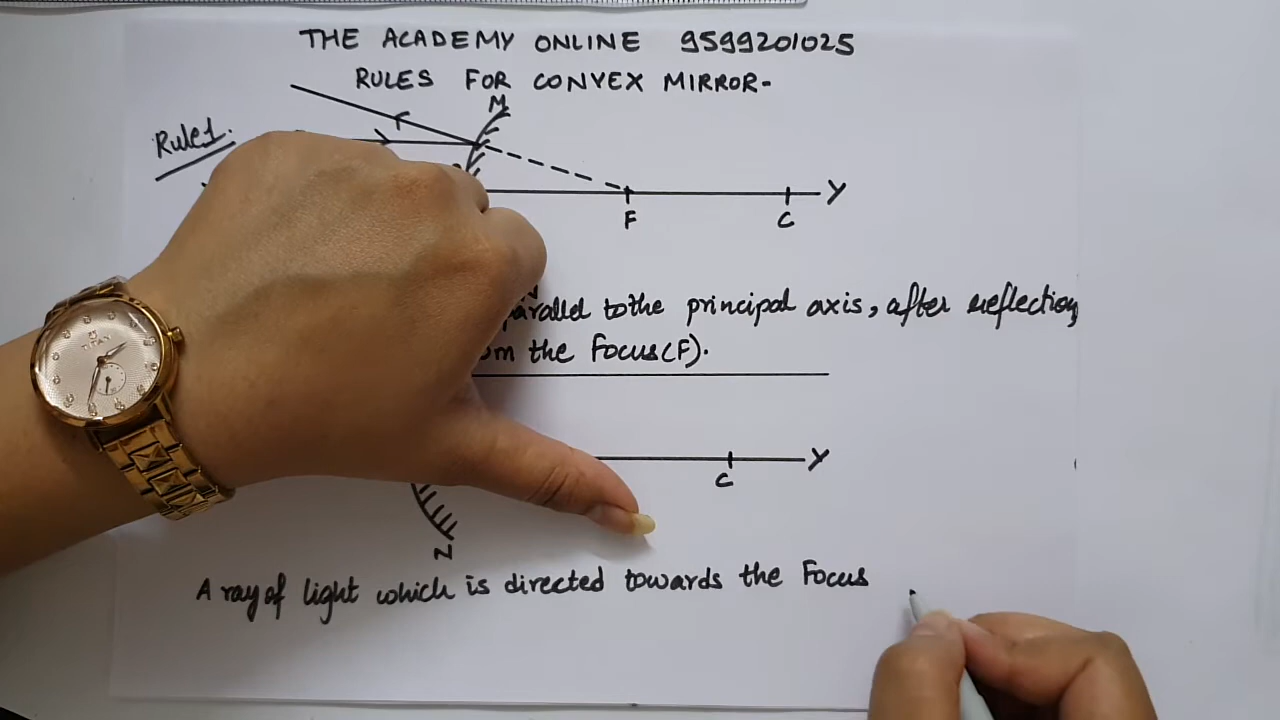 THE ACADEMY ONLINE 9599201025
RULES FOR CONVEX MIRROR-
M
Rule1.
Y
F
C
parallel to the principal axis, after reflection,
the Focus(F).
TITAN
Y
C
N
A ray of light which is directed towards the Focus